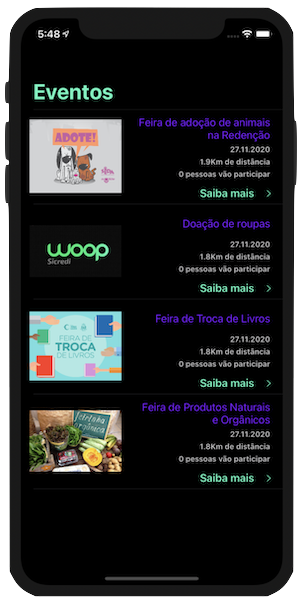 5:48
Eventos
ADOTE!
Feira de adoção de animais
na Redenção
27.11.2020
1.9Km de distância
0 pessoas vão participar
Saiba mais
woop
Sicredi
Doação de roupas
27.11.2020
1.8Km de distância
0 pessoas vão participar
Saiba mais
FEIRA DE
TROCA
DE LIVROS
Feira de Troca de Livros
27.11.2020
1.8Km de distância
0 pessoas vão participar
Saiba mais
Feirinha
orgânica
Feira de Produtos Naturais
e Orgânicos
27.11.2020
1.8Km de distância
0 pessoas vão participar
Saiba mais